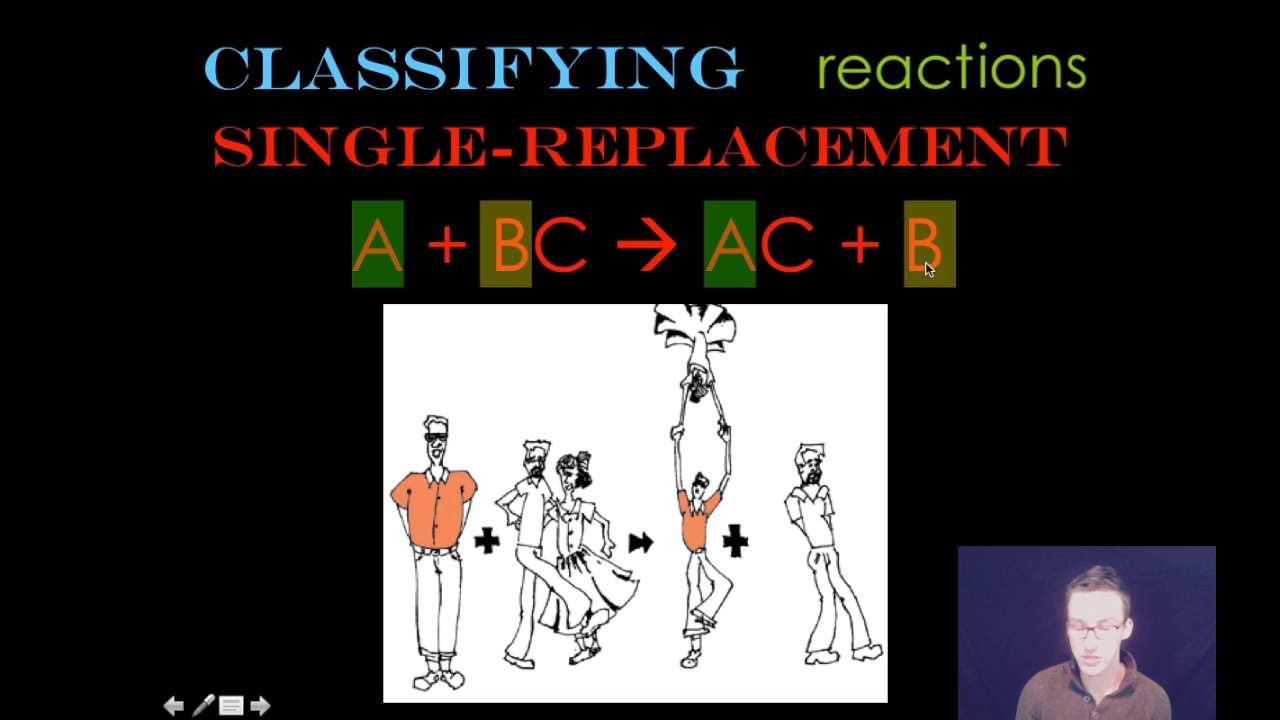 CLASSIFYING reactions
SINGLE-REPLACEMENT
A + BC → AC + B